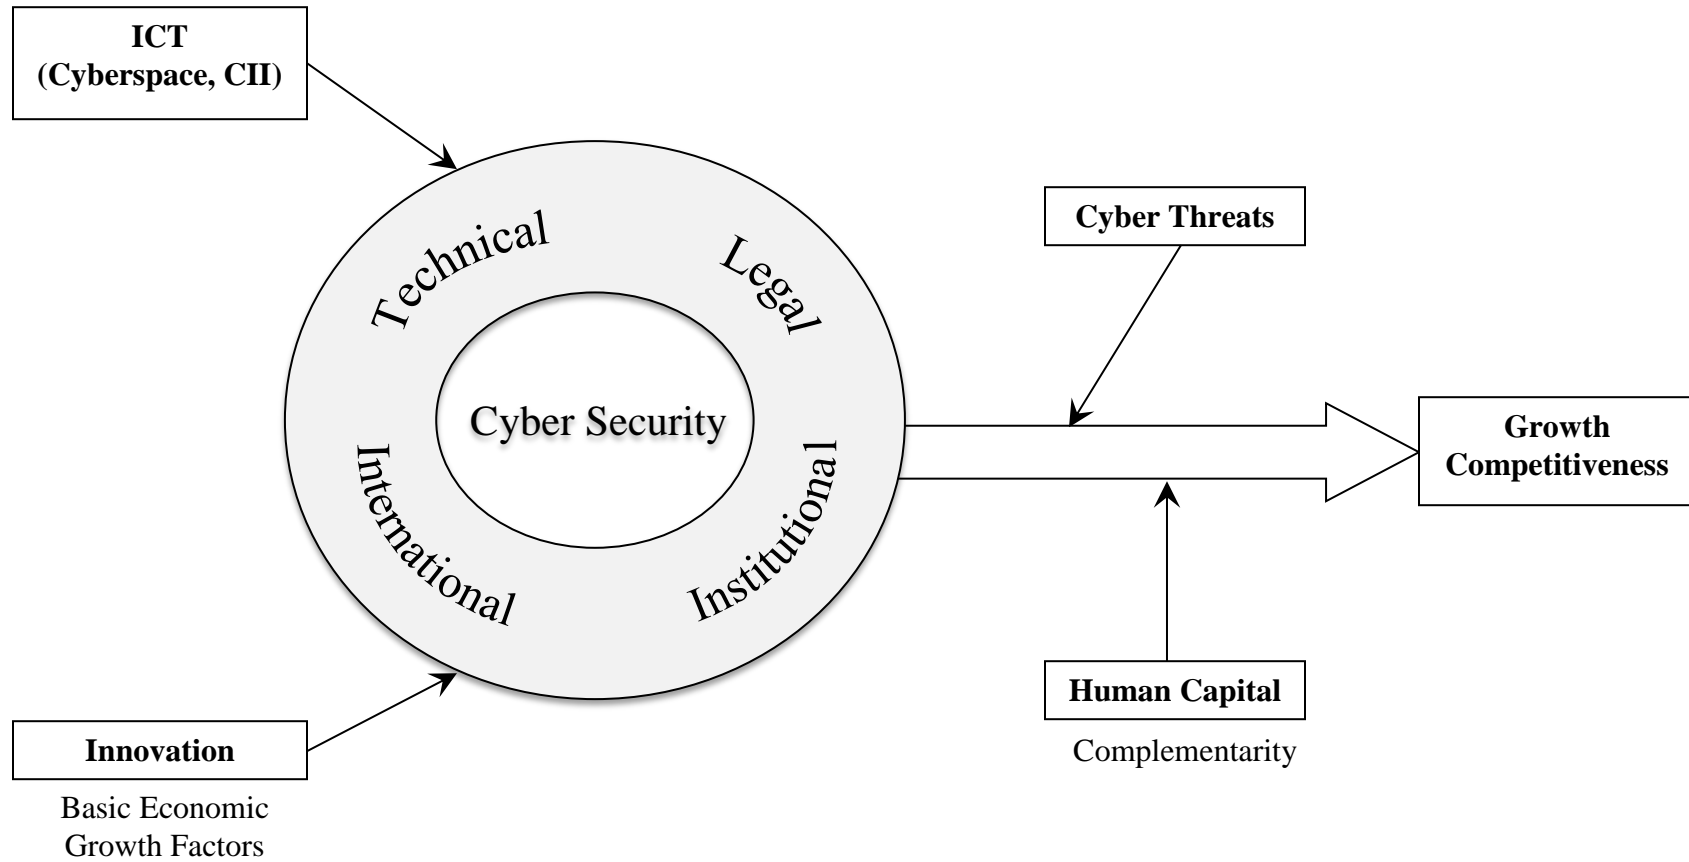 ICT
(Cyberspace, CII)
Technical
Legal
Cyber Threats
Cyber Security
Growth
Competitiveness
International
Institutional
Human Capital
Complementarity
Innovation
Basic Economic
Growth Factors